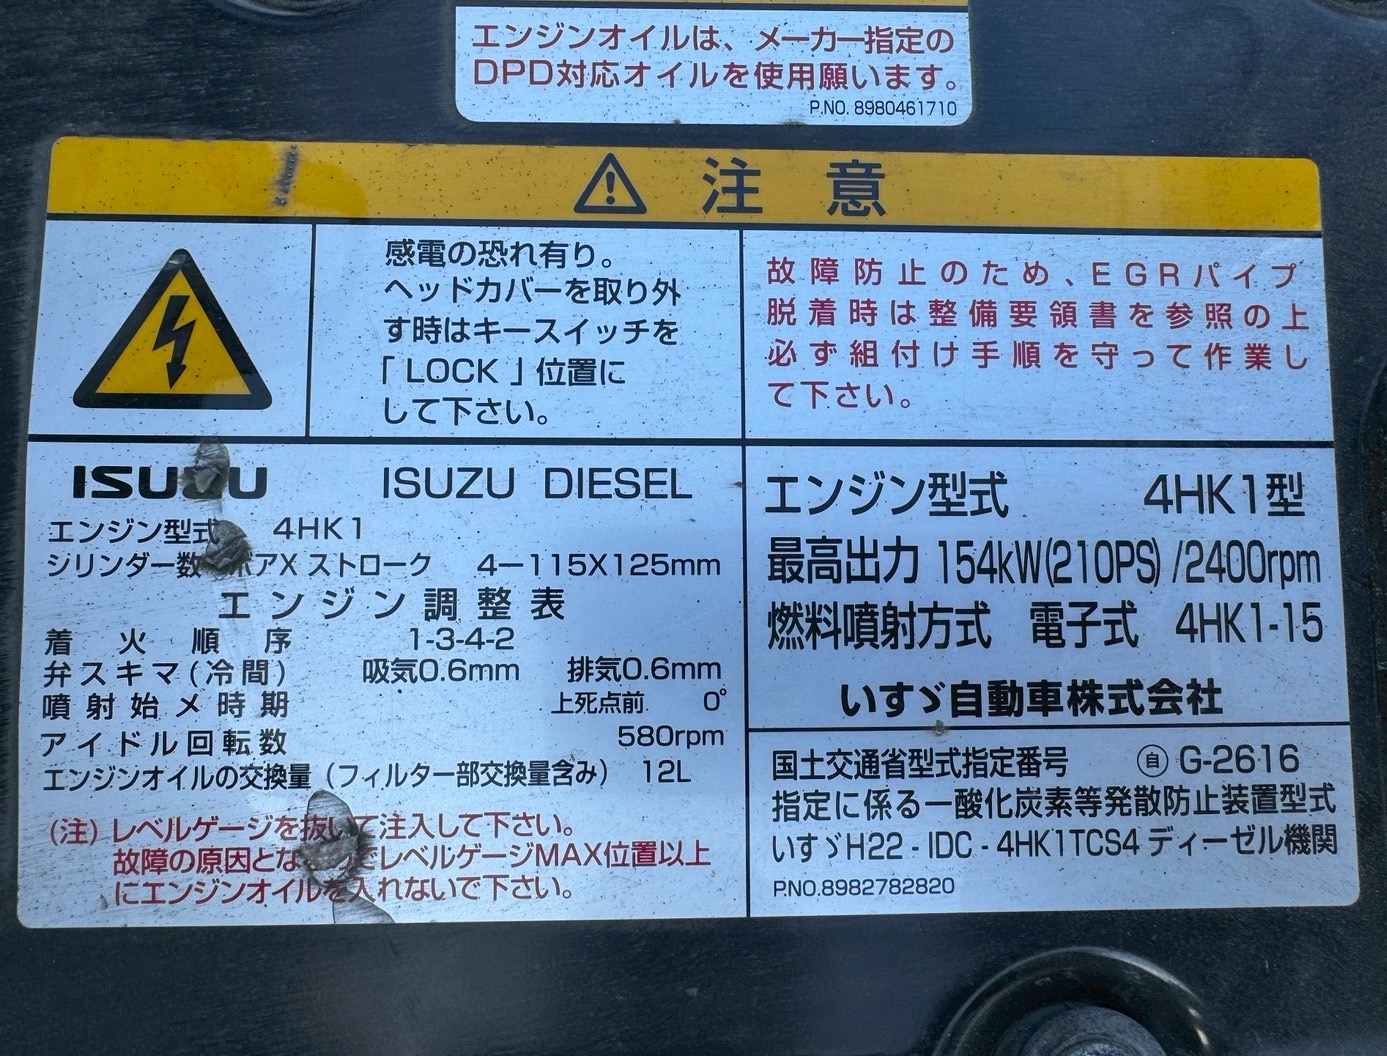 エンジンオイルは、メーカー指定の
DPD対応オイルを使用願います。
P.NO. 8980461710
注 意
感電の恐れ有り。
ヘッドカバーを取り外
す時はキースイッチを
「LOCK」位置に
して下さい。
故障防止のため、EGRパイプ
脱着時は整備要領書を参照の上
必ず組付け手順を守って作業し
て下さい。
ISUZU ISUZU DIESEL
エンジン型式 4HK1
シリンダー数 ボアX ストローク 4－115X125mm
エンジン調整表
着火順序 1-3-4-2
弁スキマ(冷間) 吸気0.6mm 排気0.6mm
噴射始メ時期 上死点前 0°
アイドル回転数 580rpm
エンジンオイルの交換量（フィルター部交換量含み） 12L
(注) レベルゲージを抜いて注入して下さい。
故障の原因とな でレベルゲージMAX位置以上
にエンジンオイルを入れないで下さい。
エンジン型式 4HK1型
最高出力 154kW(210PS)/2400rpm
燃料噴射方式 電子式 4HK1-15
いすゞ自動車株式会社
国土交通省型式指定番号 ㊀自 G-2616
指定に係る一酸化炭素等発散防止装置型式
いすゞH22 - IDC - 4HK1TCS4 ディーゼル機関
P.NO.8982782820